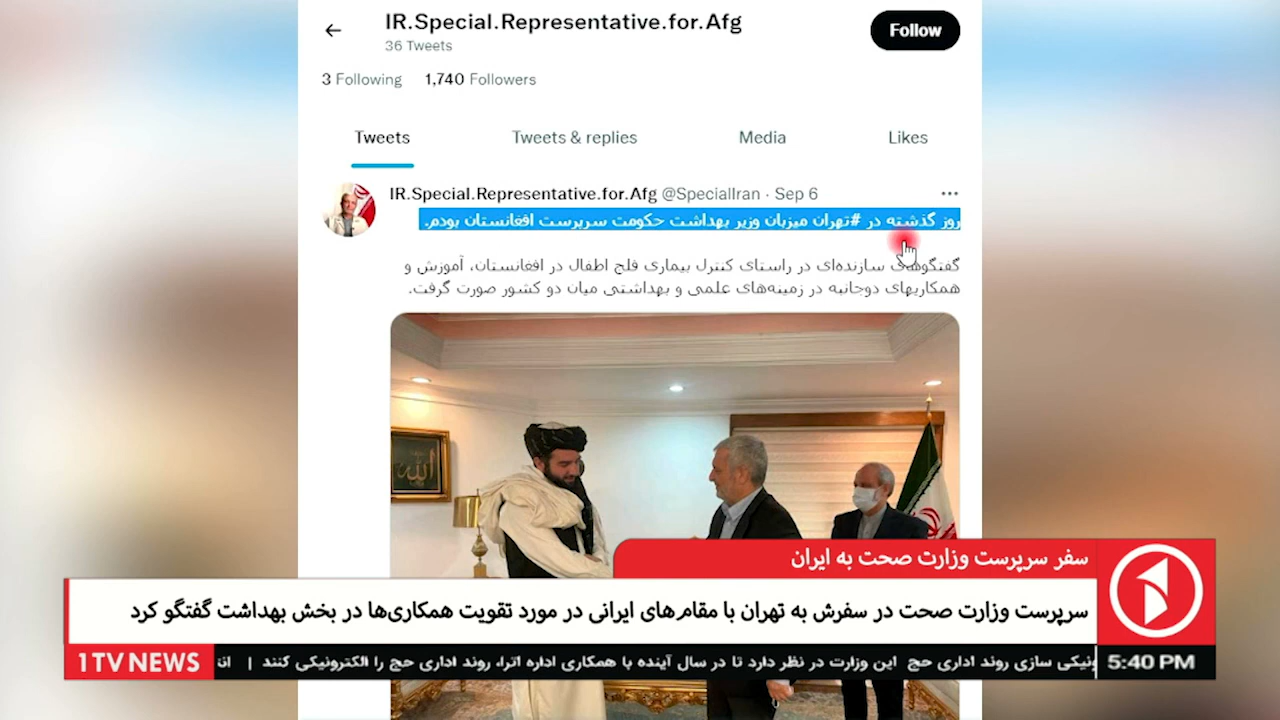 IR.Special.Representative.for.Afg
36 Tweets
Follow
3 Following 1,740 Followers
Tweets Tweets & replies Media Likes
IR.Special.Representative.for.Afg @SpecialIran · Sep 6
روز گذشته در #تهران میزبان وزیر بهداشت حکومت سرپرست افغانستان بودم.
گفتگوهای سازنده‌ای در راستای کنترل بیماری فلج اطفال در افغانستان، آموزش و
همکاریهای دوجانبه در زمینه‌های علمی و بهداشتی میان دو کشور صورت گرفت.
الله
سفر سرپرست وزارت صحت به ایران
سرپرست وزارت صحت در سفرش به تهران با مقام‌های ایرانی در مورد تقویت همکاری‌ها در بخش بهداشت گفتگو کرد
1TV NEWS
سازی روند اداری حج این وزارت در نظر دارد تا در سال آینده با همکاری اداره اترا، روند اداری حج را الکترونیکی کنند |
5:40 PM